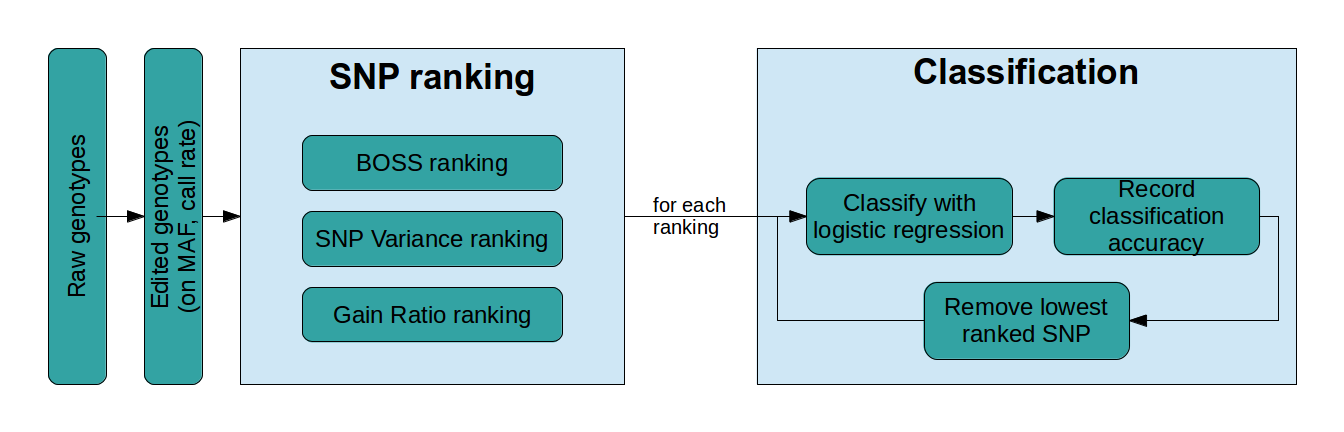 Raw genotypes
Edited genotypes
(on MAF, call rate)
SNP ranking
BOSS ranking
SNP Variance ranking
Gain Ratio ranking
for each
ranking
Classification
Classify with
logistic regression
Record
classification
accuracy
Remove lowest
ranked SNP